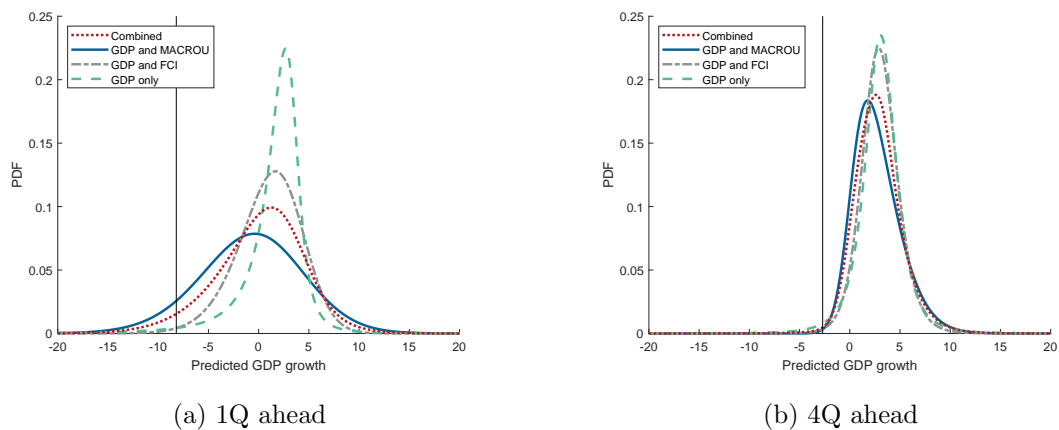 0.25
0.2
0.15
0.1
0.05
0
PDF
Combined
GDP and MACROU
GDP and FCI
GDP only
-20 -15 -10 -5 0 5 10 15 20
Predicted GDP growth
(a) 1Q ahead
0.25
0.2
0.15
0.1
0.05
0
PDF
Combined
GDP and MACROU
GDP and FCI
GDP only
-20 -15 -10 -5 0 5 10 15 20
Predicted GDP growth
(b) 4Q ahead